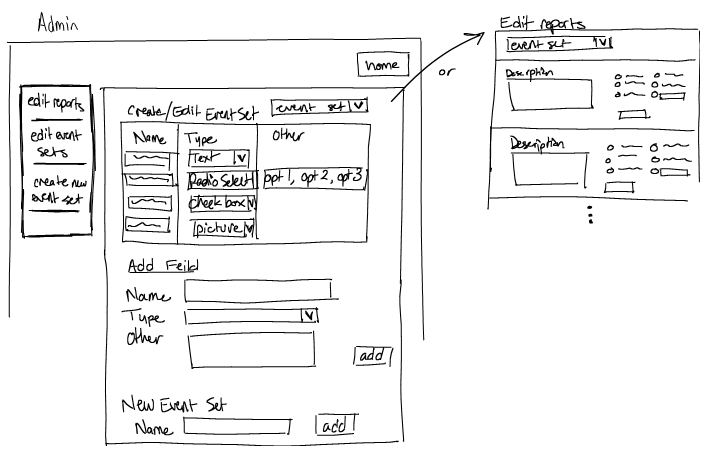 Admin
home
edit reports
edit event
sets
create new
event set
Create/Edit Event Set
event set
Name Type Other
Text
Radio Select opt 1, opt 2, opt 3
check box
picture
Add Feild
Name
Type
Other
add
New Event Set
Name add
or
Edit reports
event set
Description
Description